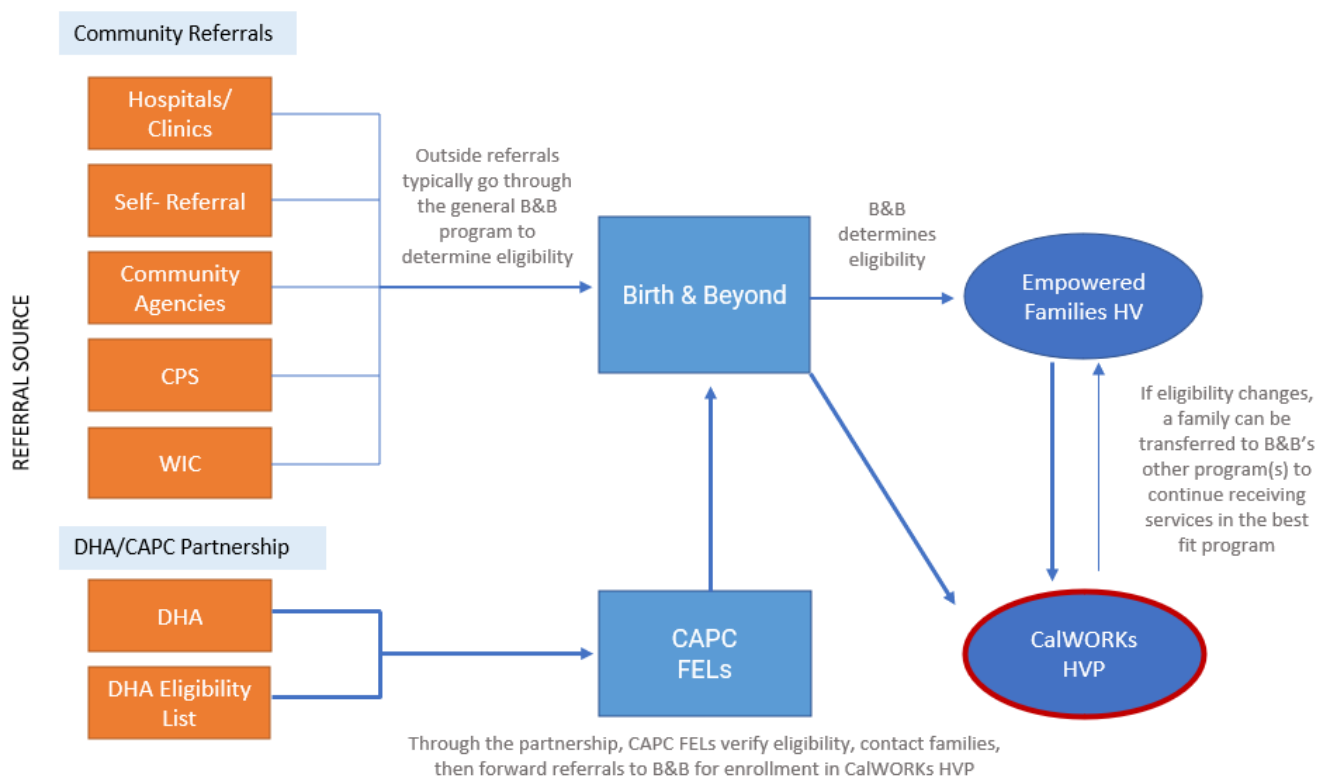 Community Referrals
Hospitals/
Clinics
Self- Referral
Community
Agencies
CPS
WIC
REFERRAL SOURCE
Outside referrals
typically go through
the general B&B
program to
determine eligibility
Birth & Beyond
B&B
determines
eligibility
Empowered
Families HV
If eligibility changes,
a family can be
transferred to B&B’s
other program(s) to
continue receiving
services in the best
fit program
DHA/CAPC Partnership
DHA
DHA Eligibility
List
CAPC
FELs
CalWORKs
HVP
Through the partnership, CAPC FELs verify eligibility, contact families,
then forward referrals to B&B for enrollment in CalWORKs HVP